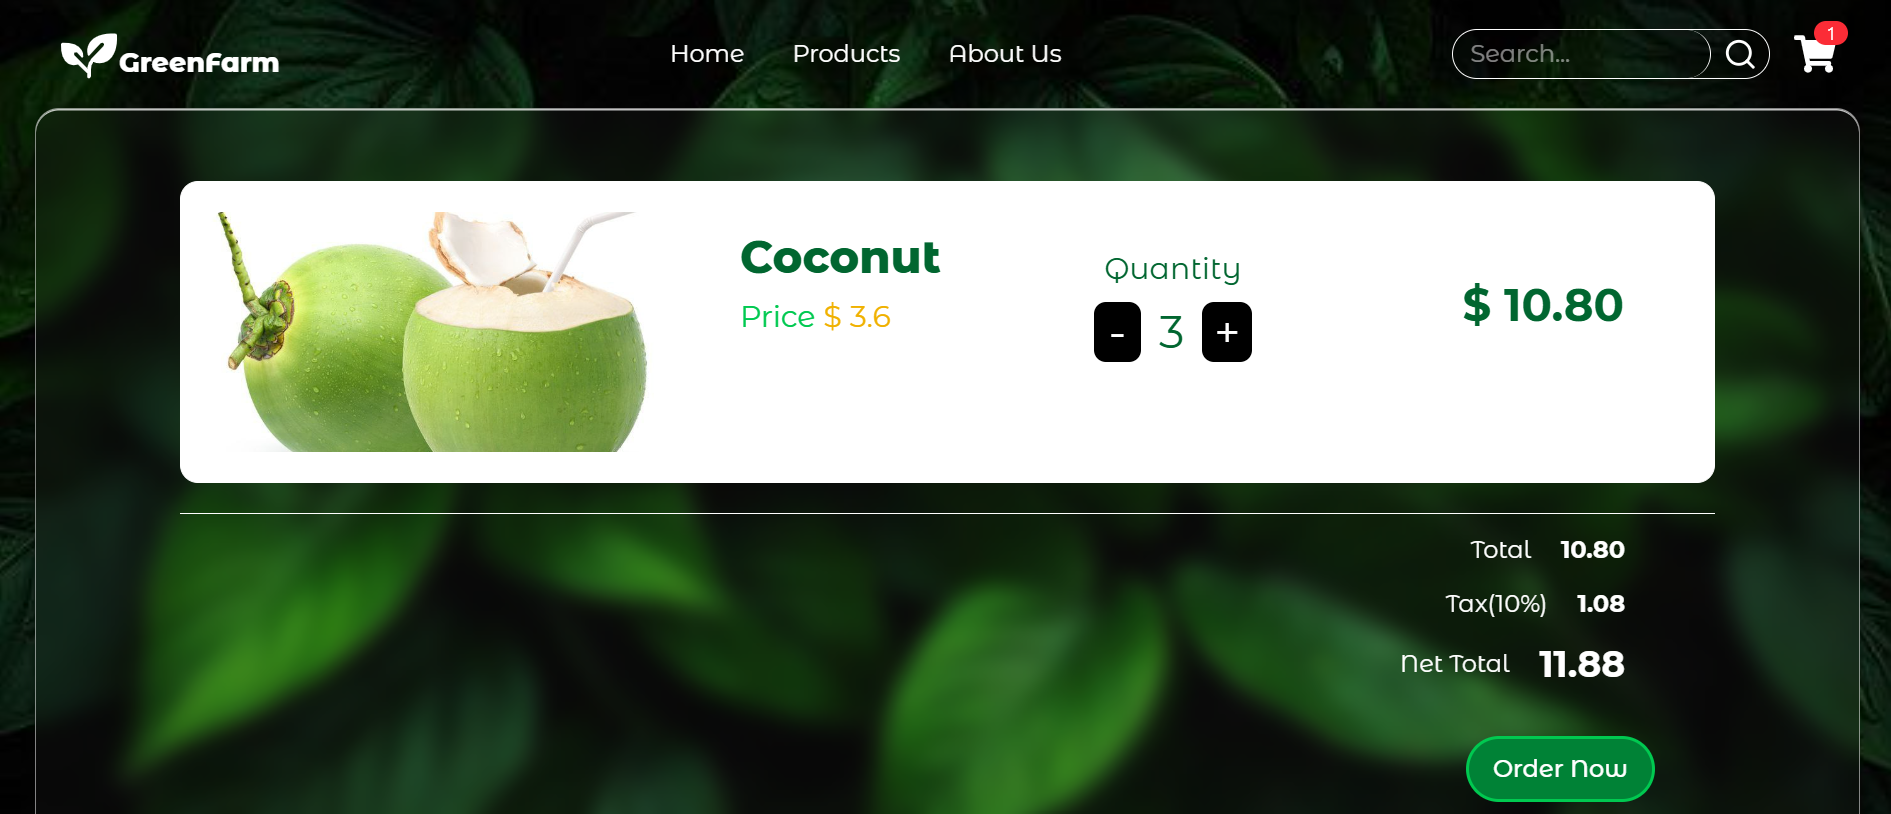 GreenFarm
Home
Products
About Us
Search...
1
Coconut
Price $ 3.6
Quantity
- 3 +
$ 10.80
Total 10.80
Tax(10%) 1.08
Net Total 11.88
Order Now